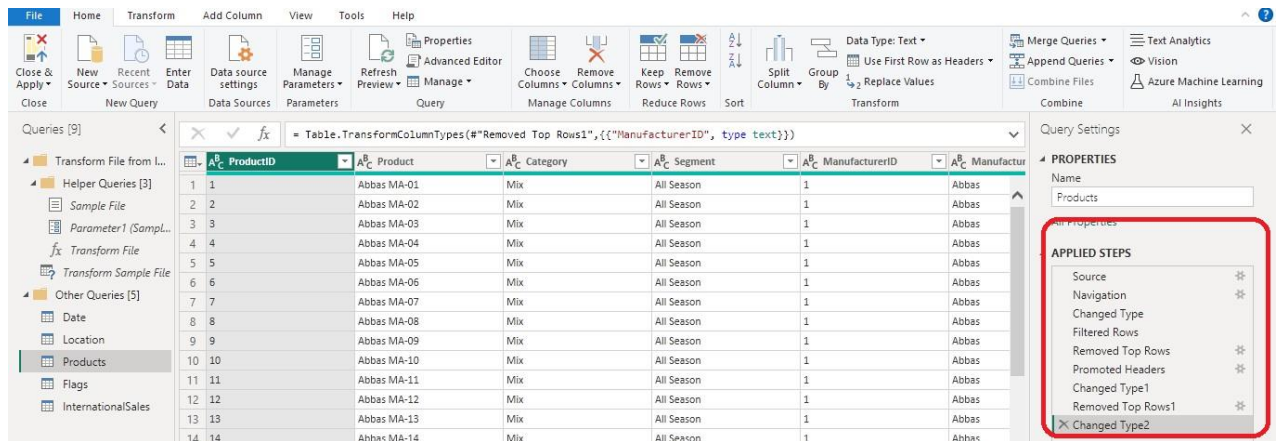 File Home Transform Add Column View Tools Help
Close & Apply
New Source
Recent Sources
Enter Data
Data source settings
Manage Parameters
Refresh Preview
Properties
Advanced Editor
Manage
Choose Columns
Remove Columns
Keep Rows
Remove Rows
Split Column
Group By
Data Type: Text
Use First Row as Headers
Replace Values
Merge Queries
Append Queries
Combine Files
Text Analytics
Vision
Azure Machine Learning
Close New Query Data Sources Parameters Query Manage Columns Reduce Rows Sort Transform Combine AI Insights
Queries [9]
Transform File from I...
Helper Queries [3]
Sample File
Parameter1 (Sampl...
Transform File
Transform Sample File
Other Queries [5]
Date
Location
Products
Flags
InternationalSales
fx = Table.TransformColumnTypes(#"Removed Top Rows1",{{"ManufacturerID", type text}})
ProductID Product Category Segment ManufacturerID Manufactur
1 1 Abbas MA-01 Mix All Season 1 Abbas
2 2 Abbas MA-02 Mix All Season 1 Abbas
3 3 Abbas MA-03 Mix All Season 1 Abbas
4 4 Abbas MA-04 Mix All Season 1 Abbas
5 5 Abbas MA-05 Mix All Season 1 Abbas
6 6 Abbas MA-06 Mix All Season 1 Abbas
7 7 Abbas MA-07 Mix All Season 1 Abbas
8 8 Abbas MA-08 Mix All Season 1 Abbas
9 9 Abbas MA-09 Mix All Season 1 Abbas
10 10 Abbas MA-10 Mix All Season 1 Abbas
11 11 Abbas MA-11 Mix All Season 1 Abbas
12 12 Abbas MA-12 Mix All Season 1 Abbas
13 13 Abbas MA-13 Mix All Season 1 Abbas
14 14 Abbas MA-14 Mix All Season 1 Abbas
Query Settings
PROPERTIES
Name
Products
All Properties
APPLIED STEPS
Source
Navigation
Changed Type
Filtered Rows
Removed Top Rows
Promoted Headers
Changed Type1
Removed Top Rows1
Changed Type2